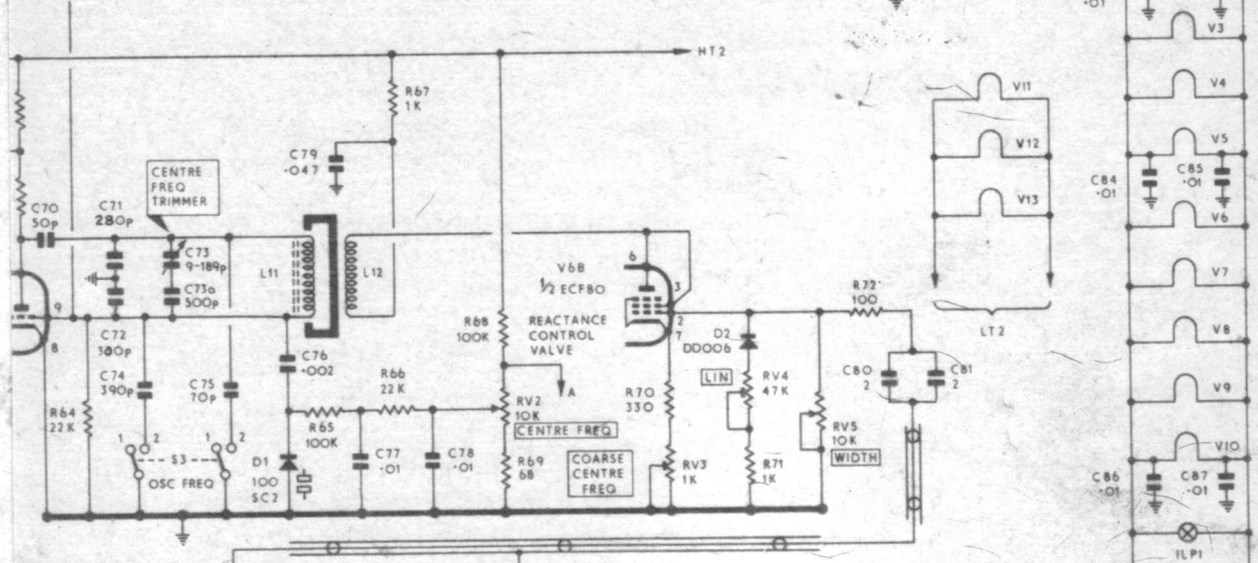 ·01
V3
HT2
R67
1K
V11
V4
C79
·047
V12
V5
CENTRE
FREQ
TRIMMER
C84
·01
C85
·01
C70
50p
C71
280p
V13
V6
C73
9-189p
L11
L12
V6B
½ ECF80
6
3
2
7
C73a
500p
V7
R72
100
9
8
R68
100K
REACTANCE
CONTROL
VALVE
D2
DD006
LT2
V8
C72
300p
C76
·002
R66
22K
A
LIN
RV4
47K
C80
2
C81
2
C74
390p
C75
70p
R70
330
V9
RV2
10K
CENTRE FREQ
R64
22K
R65
100K
RV5
10K
WIDTH
1
2
1
2
S3
OSC FREQ
D1
100
SC2
C77
·01
C78
·01
R69
68
COARSE
CENTRE
FREQ
RV3
1K
R71
1K
V10
C86
·01
C87
·01
ILP1